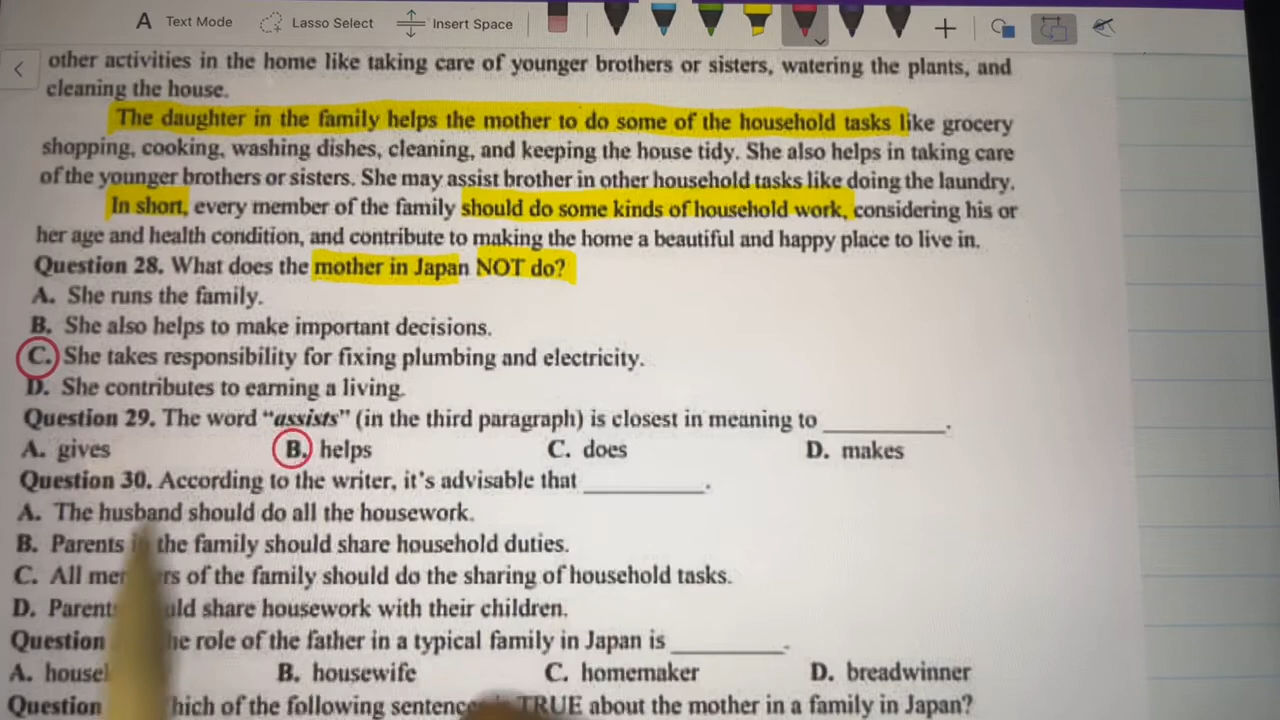 A Text Mode Lasso Select Insert Space
other activities in the home like taking care of younger brothers or sisters, watering the plants, and
cleaning the house.
The daughter in the family helps the mother to do some of the household tasks like grocery
shopping, cooking, washing dishes, cleaning, and keeping the house tidy. She also helps in taking care
of the younger brothers or sisters. She may assist brother in other household tasks like doing the laundry.
In short, every member of the family should do some kinds of household work, considering his or
her age and health condition, and contribute to making the home a beautiful and happy place to live in.
Question 28. What does the mother in Japan NOT do?
A. She runs the family.
B. She also helps to make important decisions.
C. She takes responsibility for fixing plumbing and electricity.
D. She contributes to earning a living.
Question 29. The word “assists” (in the third paragraph) is closest in meaning to __________.
A. gives B. helps C. does D. makes
Question 30. According to the writer, it’s advisable that __________.
A. The husband should do all the housework.
B. Parents the family should share household duties.
C. All of the family should do the sharing of household tasks.
D. share housework with their children.
Question role of the father in a typical family in Japan is __________.
A. B. housewife C. homemaker D. breadwinner
Question of the following TRUE about the mother in a family in Japan?